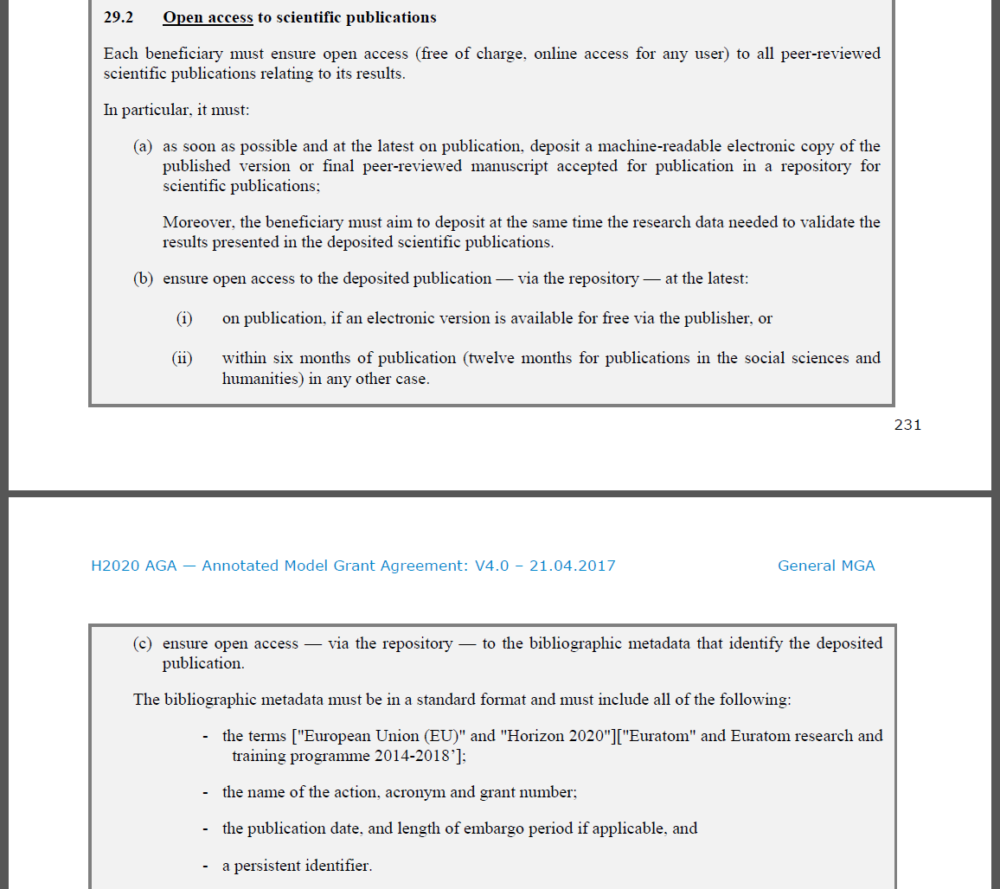 29.2 Open access to scientific publications
Each beneficiary must ensure open access (free of charge, online access for any user) to all peer-reviewed
scientific publications relating to its results.
In particular, it must:
(a) as soon as possible and at the latest on publication, deposit a machine-readable electronic copy of the
published version or final peer-reviewed manuscript accepted for publication in a repository for
scientific publications;
Moreover, the beneficiary must aim to deposit at the same time the research data needed to validate the
results presented in the deposited scientific publications.
(b) ensure open access to the deposited publication — via the repository — at the latest:
(i) on publication, if an electronic version is available for free via the publisher, or
(ii) within six months of publication (twelve months for publications in the social sciences and
humanities) in any other case.
231
H2020 AGA — Annotated Model Grant Agreement: V4.0 – 21.04.2017 General MGA
(c) ensure open access — via the repository — to the bibliographic metadata that identify the deposited
publication.
The bibliographic metadata must be in a standard format and must include all of the following:
- the terms ["European Union (EU)" and "Horizon 2020"]["Euratom" and Euratom research and
training programme 2014-2018’];
- the name of the action, acronym and grant number;
- the publication date, and length of embargo period if applicable, and
- a persistent identifier.